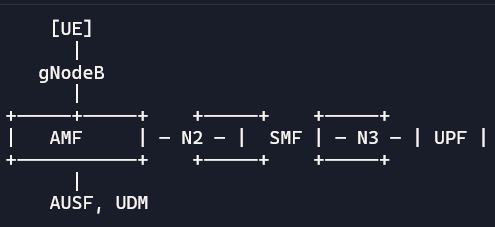 [UE]
|
gNodeB
|
+-----+-----+ +-----+ +-----+
| AMF | - N2 - | SMF | - N3 - | UPF |
+-----------+ +-----+ +-----+
|
AUSF, UDM